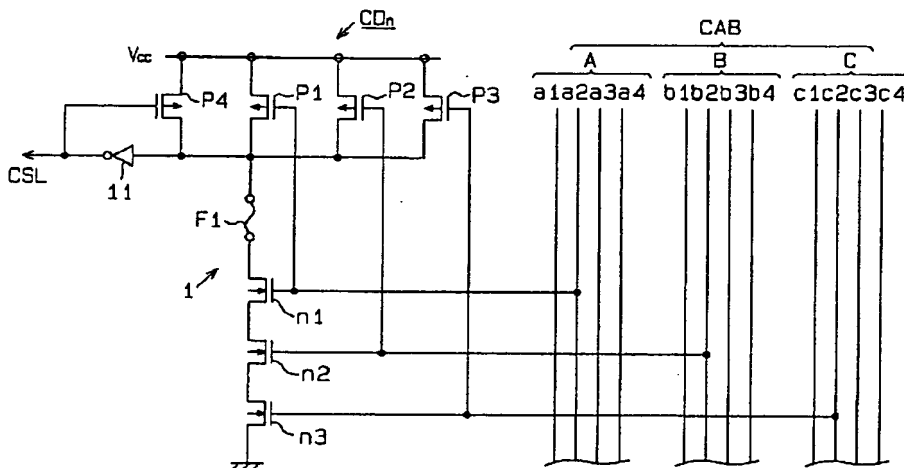 CDn
CAB
Vcc
A
B
C
P4
P1
P2
P3
a1a2a3a4
b1b2b3b4
c1c2c3c4
CSL
11
F1
1
n1
n2
n3